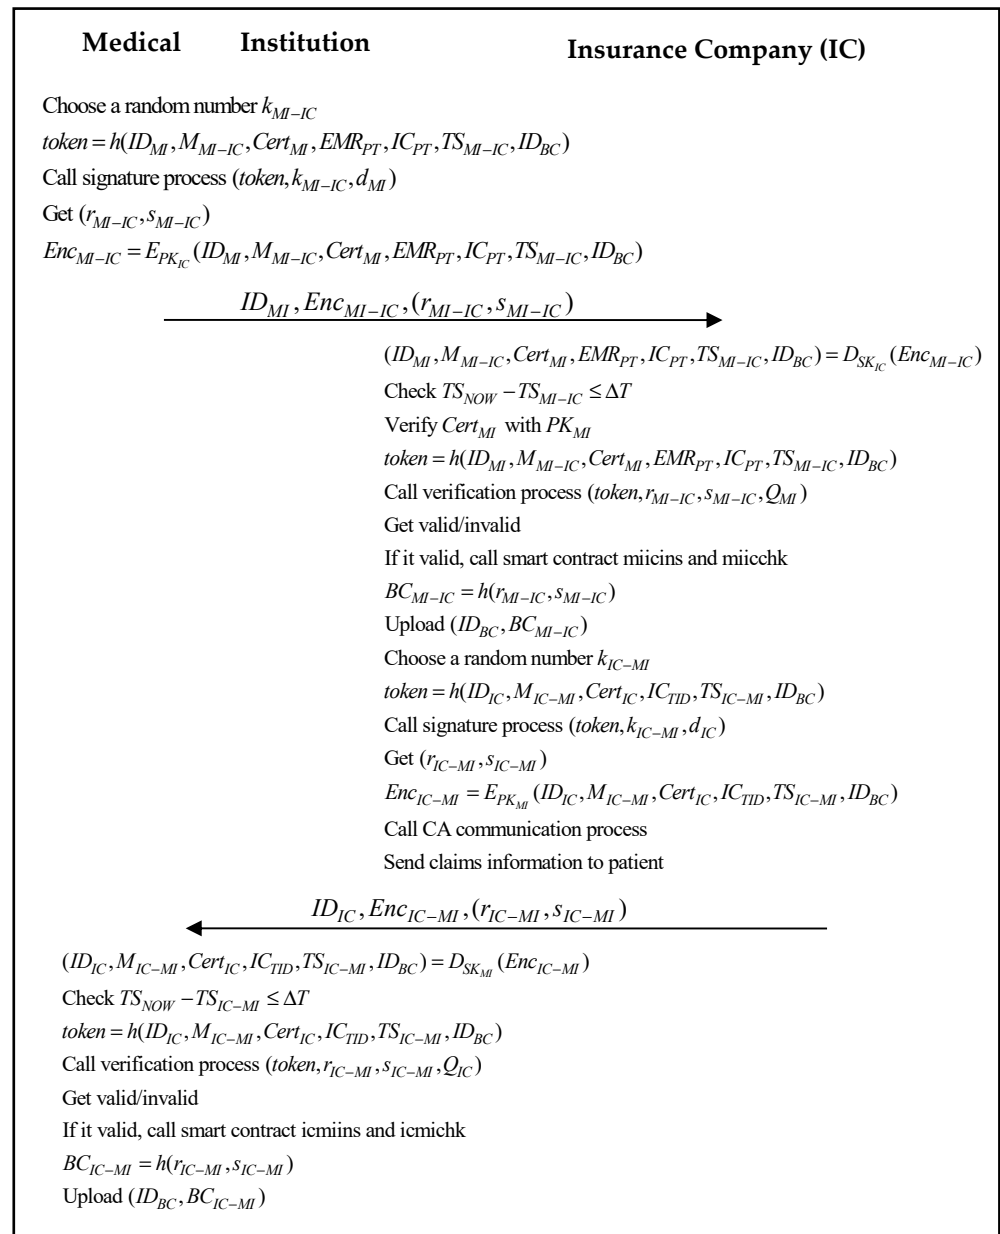 Medical Institution
Insurance Company (IC)
Choose a random number k_{MI–IC}
token = h(ID_{MI}, M_{MI–IC}, Cert_{MI}, EMR_{PT}, IC_{PT}, TS_{MI–IC}, ID_{BC})
Call signature process (token, k_{MI–IC}, d_{MI})
Get (r_{MI–IC}, s_{MI–IC})
Enc_{MI–IC} = E_{PK_{IC}}(ID_{MI}, M_{MI–IC}, Cert_{MI}, EMR_{PT}, IC_{PT}, TS_{MI–IC}, ID_{BC})
ID_{MI}, Enc_{MI–IC}, (r_{MI–IC}, s_{MI–IC})
(ID_{MI}, M_{MI–IC}, Cert_{MI}, EMR_{PT}, IC_{PT}, TS_{MI–IC}, ID_{BC}) = D_{SK_{IC}}(Enc_{MI–IC})
Check TS_{NOW} – TS_{MI–IC} ≤ ΔT
Verify Cert_{MI} with PK_{MI}
token = h(ID_{MI}, M_{MI–IC}, Cert_{MI}, EMR_{PT}, IC_{PT}, TS_{MI–IC}, ID_{BC})
Call verification process (token, r_{MI–IC}, s_{MI–IC}, Q_{MI})
Get valid/invalid
If it valid, call smart contract miicins and miicchk
BC_{MI–IC} = h(r_{MI–IC}, s_{MI–IC})
Upload (ID_{BC}, BC_{MI–IC})
Choose a random number k_{IC–MI}
token = h(ID_{IC}, M_{IC–MI}, Cert_{IC}, IC_{TID}, TS_{IC–MI}, ID_{BC})
Call signature process (token, k_{IC–MI}, d_{IC})
Get (r_{IC–MI}, s_{IC–MI})
Enc_{IC–MI} = E_{PK_{MI}}(ID_{IC}, M_{IC–MI}, Cert_{IC}, IC_{TID}, TS_{IC–MI}, ID_{BC})
Call CA communication process
Send claims information to patient
ID_{IC}, Enc_{IC–MI}, (r_{IC–MI}, s_{IC–MI})
(ID_{IC}, M_{IC–MI}, Cert_{IC}, IC_{TID}, TS_{IC–MI}, ID_{BC}) = D_{SK_{MI}}(Enc_{IC–MI})
Check TS_{NOW} – TS_{IC–MI} ≤ ΔT
token = h(ID_{IC}, M_{IC–MI}, Cert_{IC}, IC_{TID}, TS_{IC–MI}, ID_{BC})
Call verification process (token, r_{IC–MI}, s_{IC–MI}, Q_{IC})
Get valid/invalid
If it valid, call smart contract icmiins and icmichk
BC_{IC–MI} = h(r_{IC–MI}, s_{IC–MI})
Upload (ID_{BC}, BC_{IC–MI})